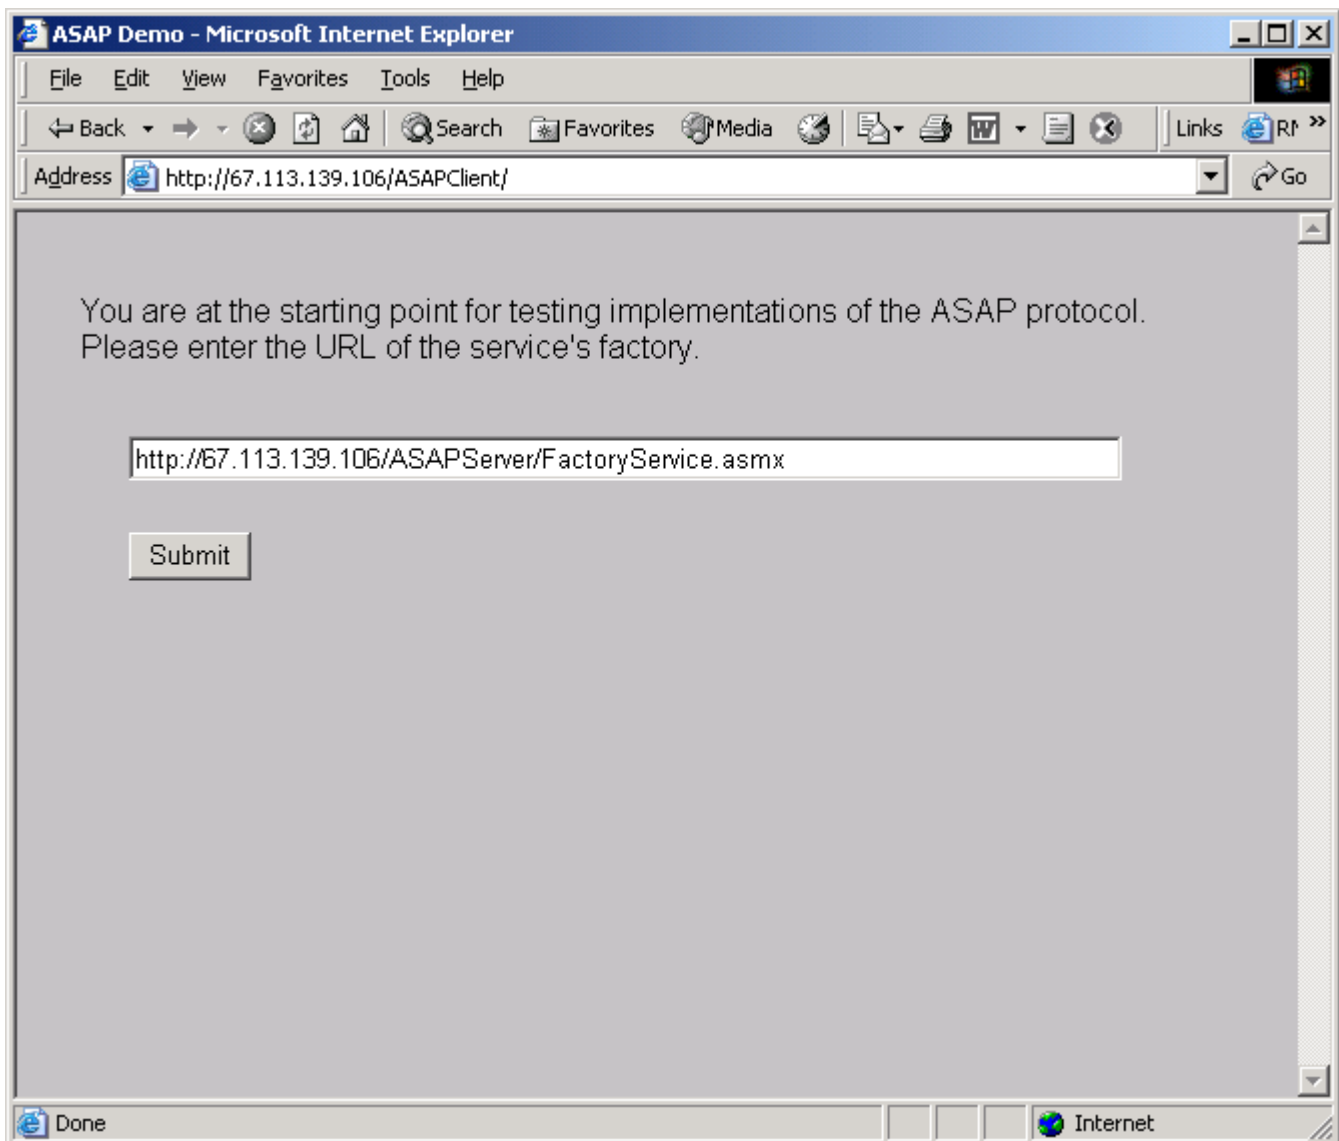 ASAP Demo - Microsoft Internet Explorer
File Edit View Favorites Tools Help
Back Search Favorites Media W Links RM »
Address http://67.113.139.106/ASAPClient/ Go
You are at the starting point for testing implementations of the ASAP protocol.
Please enter the URL of the service's factory.
http://67.113.139.106/ASAPServer/FactoryService.asmx
Submit
Done Internet